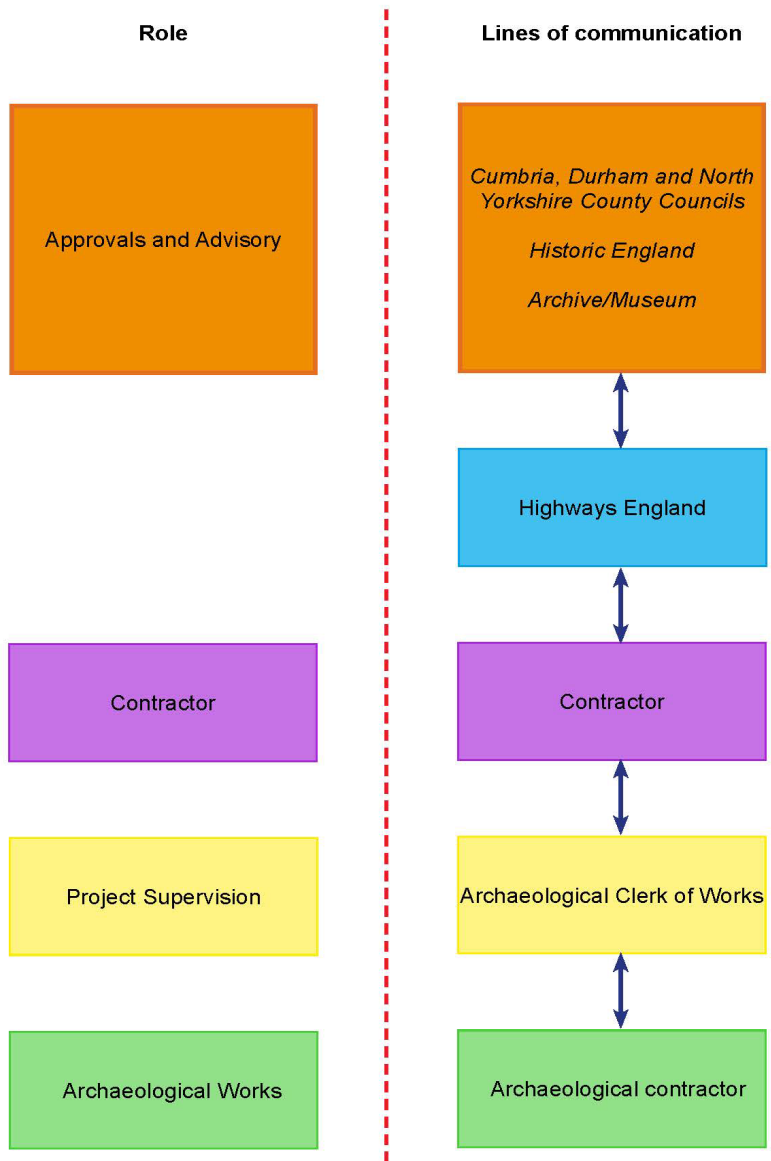 Role
Lines of communication
Approvals and Advisory
Cumbria, Durham and North
Yorkshire County Councils
Historic England
Archive/Museum
Highways England
Contractor
Contractor
Project Supervision
Archaeological Clerk of Works
Archaeological Works
Archaeological contractor